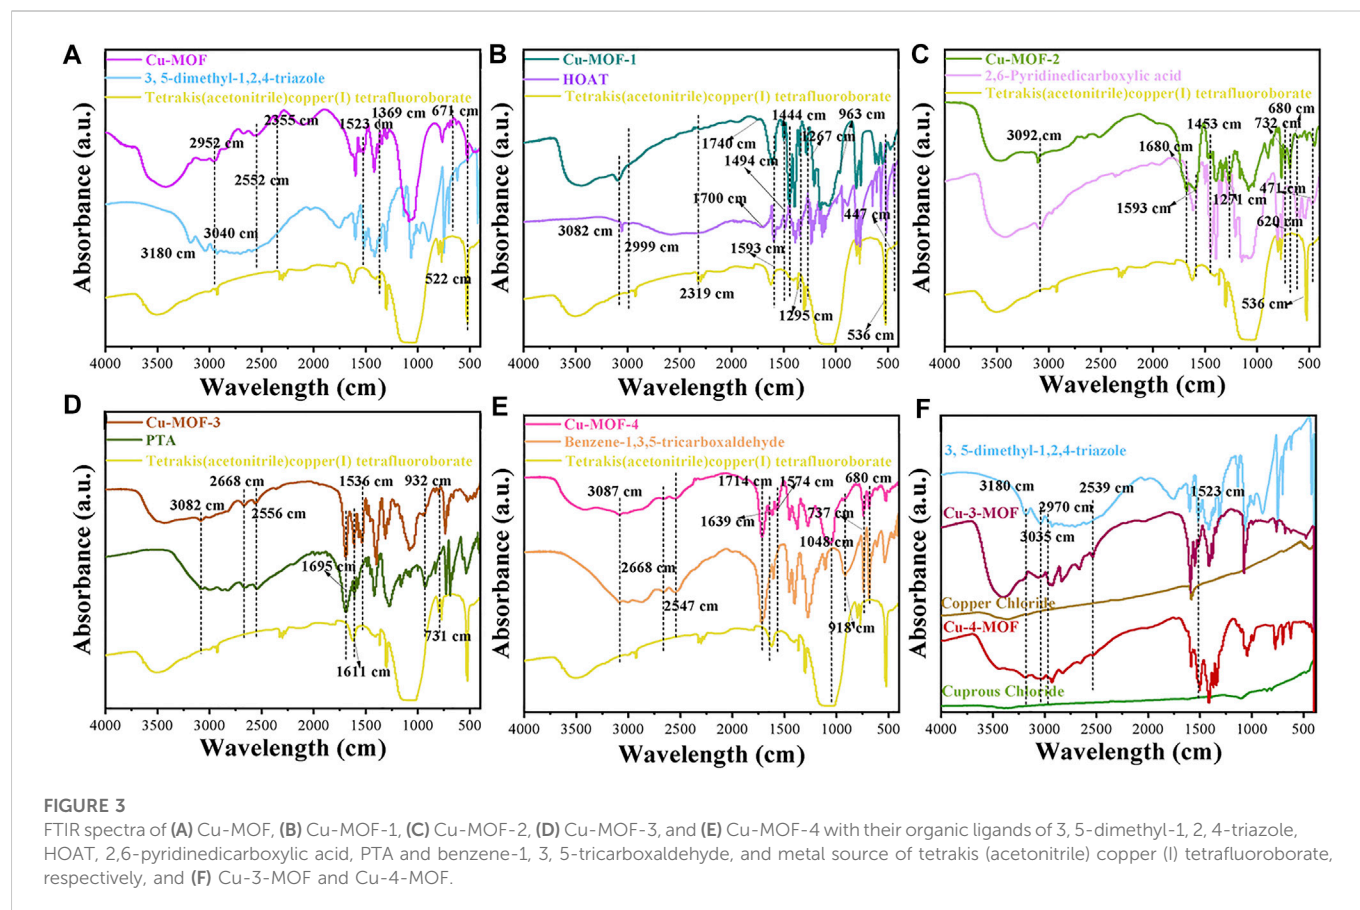 A
Cu-MOF
3, 5-dimethyl-1,2,4-triazole
Tetrakis(acetonitrile)copper(I) tetrafluoroborate
2952 cm
2355 cm
1369 cm
671 cm
1523 cm
2552 cm
3040 cm
3180 cm
522 cm
Absorbance (a.u.)
4000 3500 3000 2500 2000 1500 1000 500
Wavelength (cm)
B
Cu-MOF-1
HOAT
Tetrakis(acetonitrile)copper(I) tetrafluoroborate
1444 cm
963 cm
1740 cm
1267 cm
1494 cm
1700 cm
447 cm
3082 cm
2999 cm
1593 cm
2319 cm
1295 cm
536 cm
Absorbance (a.u.)
4000 3500 3000 2500 2000 1500 1000 500
Wavelength (cm)
C
Cu-MOF-2
2,6-Pyridinedicarboxylic acid
Tetrakis(acetonitrile)copper(I) tetrafluoroborate
680 cm
1453 cm
732 cm
3092 cm
1680 cm
471 cm
1593 cm
1271 cm
620 cm
536 cm
Absorbance (a.u.)
4000 3500 3000 2500 2000 1500 1000 500
Wavelength (cm)
D
Cu-MOF-3
PTA
Tetrakis(acetonitrile)copper(I) tetrafluoroborate
2668 cm
1536 cm
932 cm
3082 cm
2556 cm
1695 cm
731 cm
1611 cm
Absorbance (a.u.)
4000 3500 3000 2500 2000 1500 1000 500
Wavelength (cm)
E
Cu-MOF-4
Benzene-1,3,5-tricarboxaldehyde
Tetrakis(acetonitrile)copper(I) tetrafluoroborate
1714 cm
1574 cm
680 cm
3087 cm
1639 cm
737 cm
1048 cm
2668 cm
2547 cm
918 cm
Absorbance (a.u.)
4000 3500 3000 2500 2000 1500 1000 500
Wavelength (cm)
F
3, 5-dimethyl-1,2,4-triazole
3180 cm
2539 cm
2970 cm
1523 cm
Cu-3-MOF
3035 cm
Copper Chloride
Cu-4-MOF
Cuprous Chloride
Absorbance (a.u.)
4000 3500 3000 2500 2000 1500 1000 500
Wavelength (cm)
FIGURE 3
FTIR spectra of (A) Cu-MOF, (B) Cu-MOF-1, (C) Cu-MOF-2, (D) Cu-MOF-3, and (E) Cu-MOF-4 with their organic ligands of 3, 5-dimethyl-1, 2, 4-triazole,
HOAT, 2,6-pyridinedicarboxylic acid, PTA and benzene-1, 3, 5-tricarboxaldehyde, and metal source of tetrakis (acetonitrile) copper (I) tetrafluoroborate,
respectively, and (F) Cu-3-MOF and Cu-4-MOF.